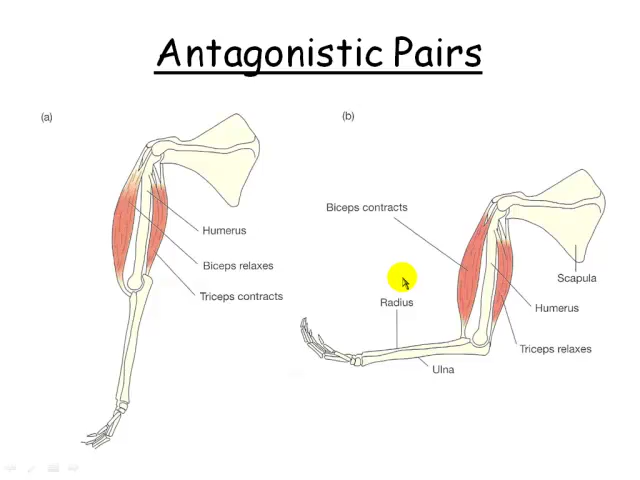 Antagonistic Pairs
(a)
Humerus
Biceps relaxes
Triceps contracts
(b)
Biceps contracts
Radius
Scapula
Humerus
Triceps relaxes
Ulna